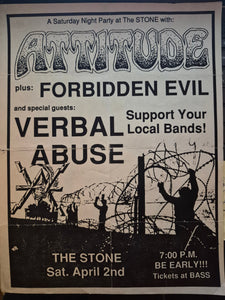 A Saturday Night Party at The STONE with:
ATTITUDE
plus: FORBIDDEN EVIL
and special guests:
VERBAL
ABUSE
Support Your
Local Bands!
THE STONE
Sat. April 2nd
7:00 P.M.
BE EARLY!!!
Tickets at BASS